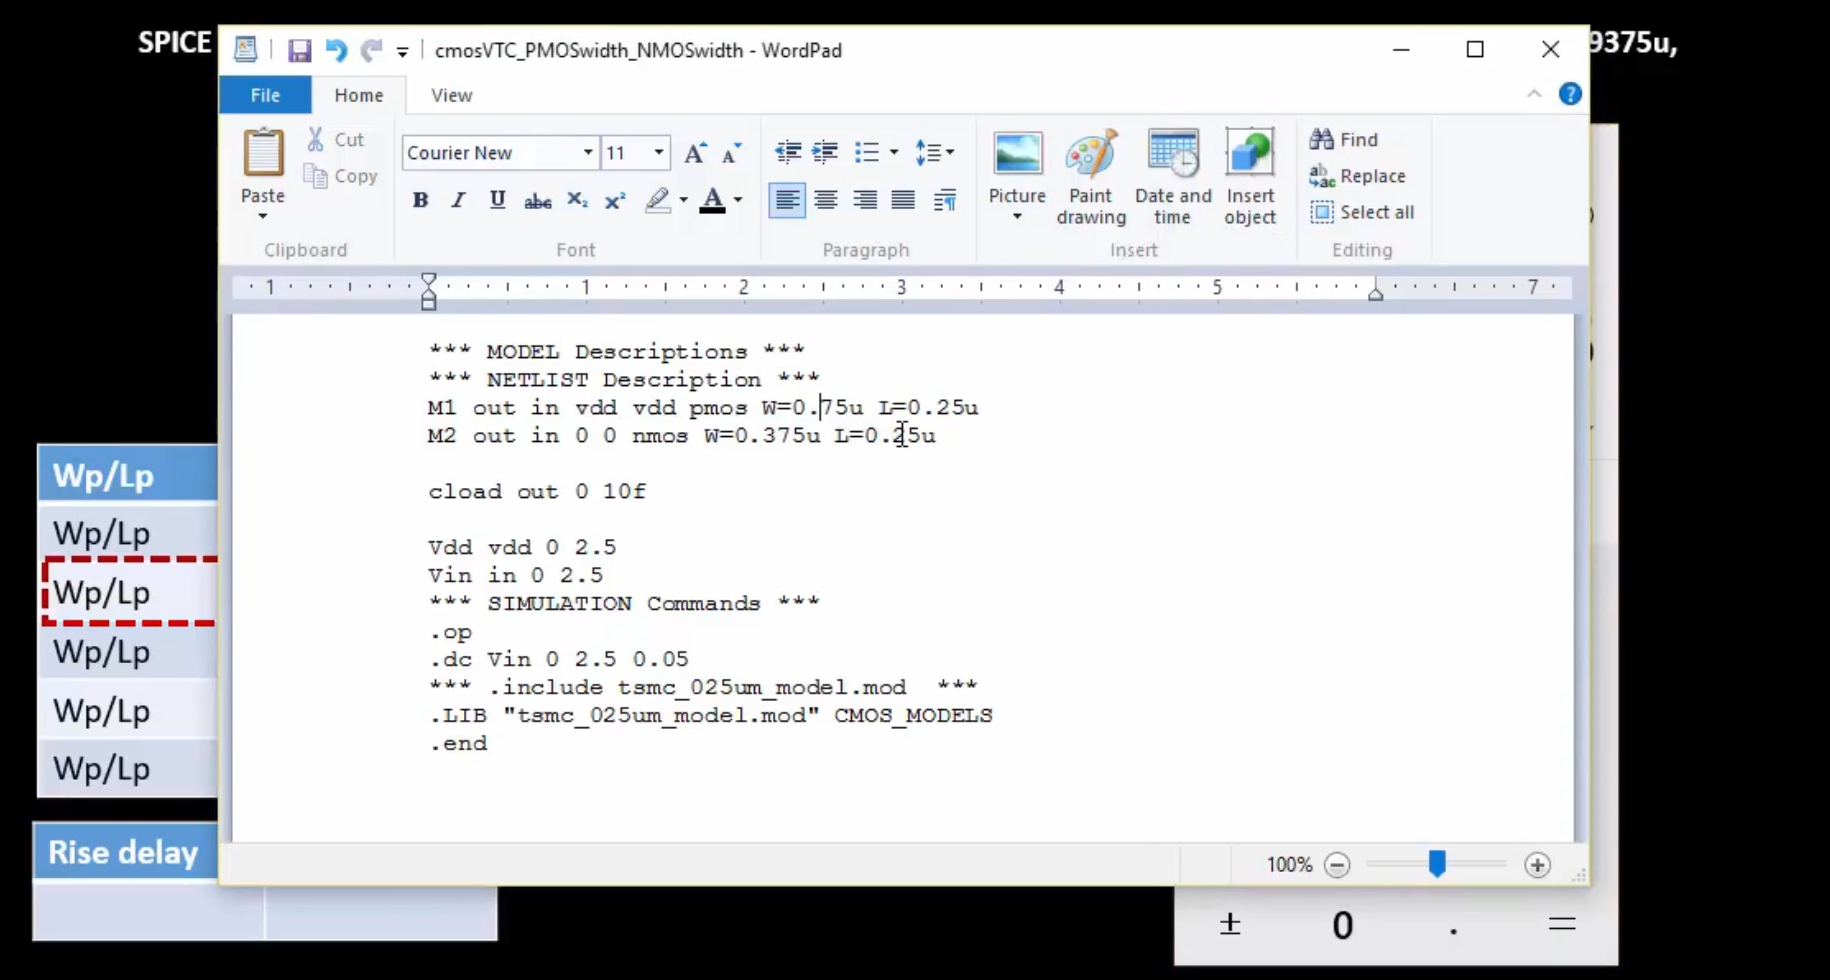 SPICE
9375u,
cmosVTC_PMOSwidth_NMOSwidth - WordPad
File
Home
View
Paste
Cut
Copy
Clipboard
Courier New
11
Font
Paragraph
Picture
Paint drawing
Date and time
Insert object
Insert
Find
Replace
Select all
Editing
1 1 2 3 4 5 7
*** MODEL Descriptions ***
*** NETLIST Description ***
M1 out in vdd vdd pmos W=0.75u L=0.25u
M2 out in 0 0 nmos W=0.375u L=0.25u
cload out 0 10f
Vdd vdd 0 2.5
Vin in 0 2.5
*** SIMULATION Commands ***
.op
.dc Vin 0 2.5 0.05
*** .include tsmc_025um_model.mod  ***
.LIB "tsmc_025um_model.mod" CMOS_MODELS
.end
100%
Wp/Lp
Wp/Lp
Wp/Lp
Wp/Lp
Wp/Lp
Wp/Lp
Rise delay
± 0 . =